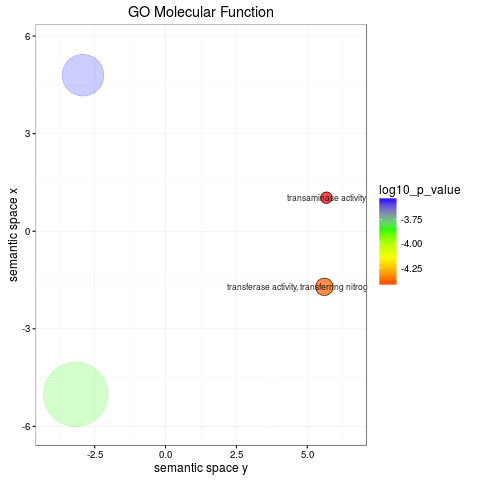 GO Molecular Function
6
3
0
-3
-6
semantic space x
transaminase activity
transferase activity, transferring nitrog
-2.5
0.0
2.5
5.0
semantic space y
log10_p_value
-3.75
-4.00
-4.25